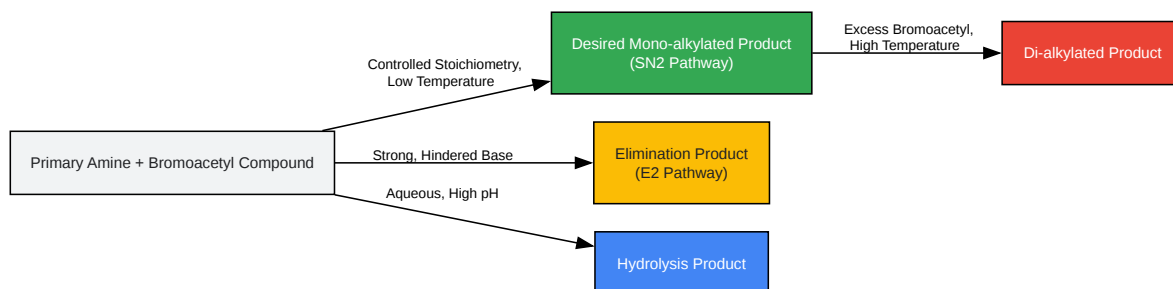 Primary Amine + Bromoacetyl Compound
Controlled Stoichiometry,
Low Temperature
Desired Mono-alkylated Product
(SN2 Pathway)
Excess Bromoacetyl,
High Temperature
Di-alkylated Product
Strong, Hindered Base
Elimination Product
(E2 Pathway)
Aqueous, High pH
Hydrolysis Product